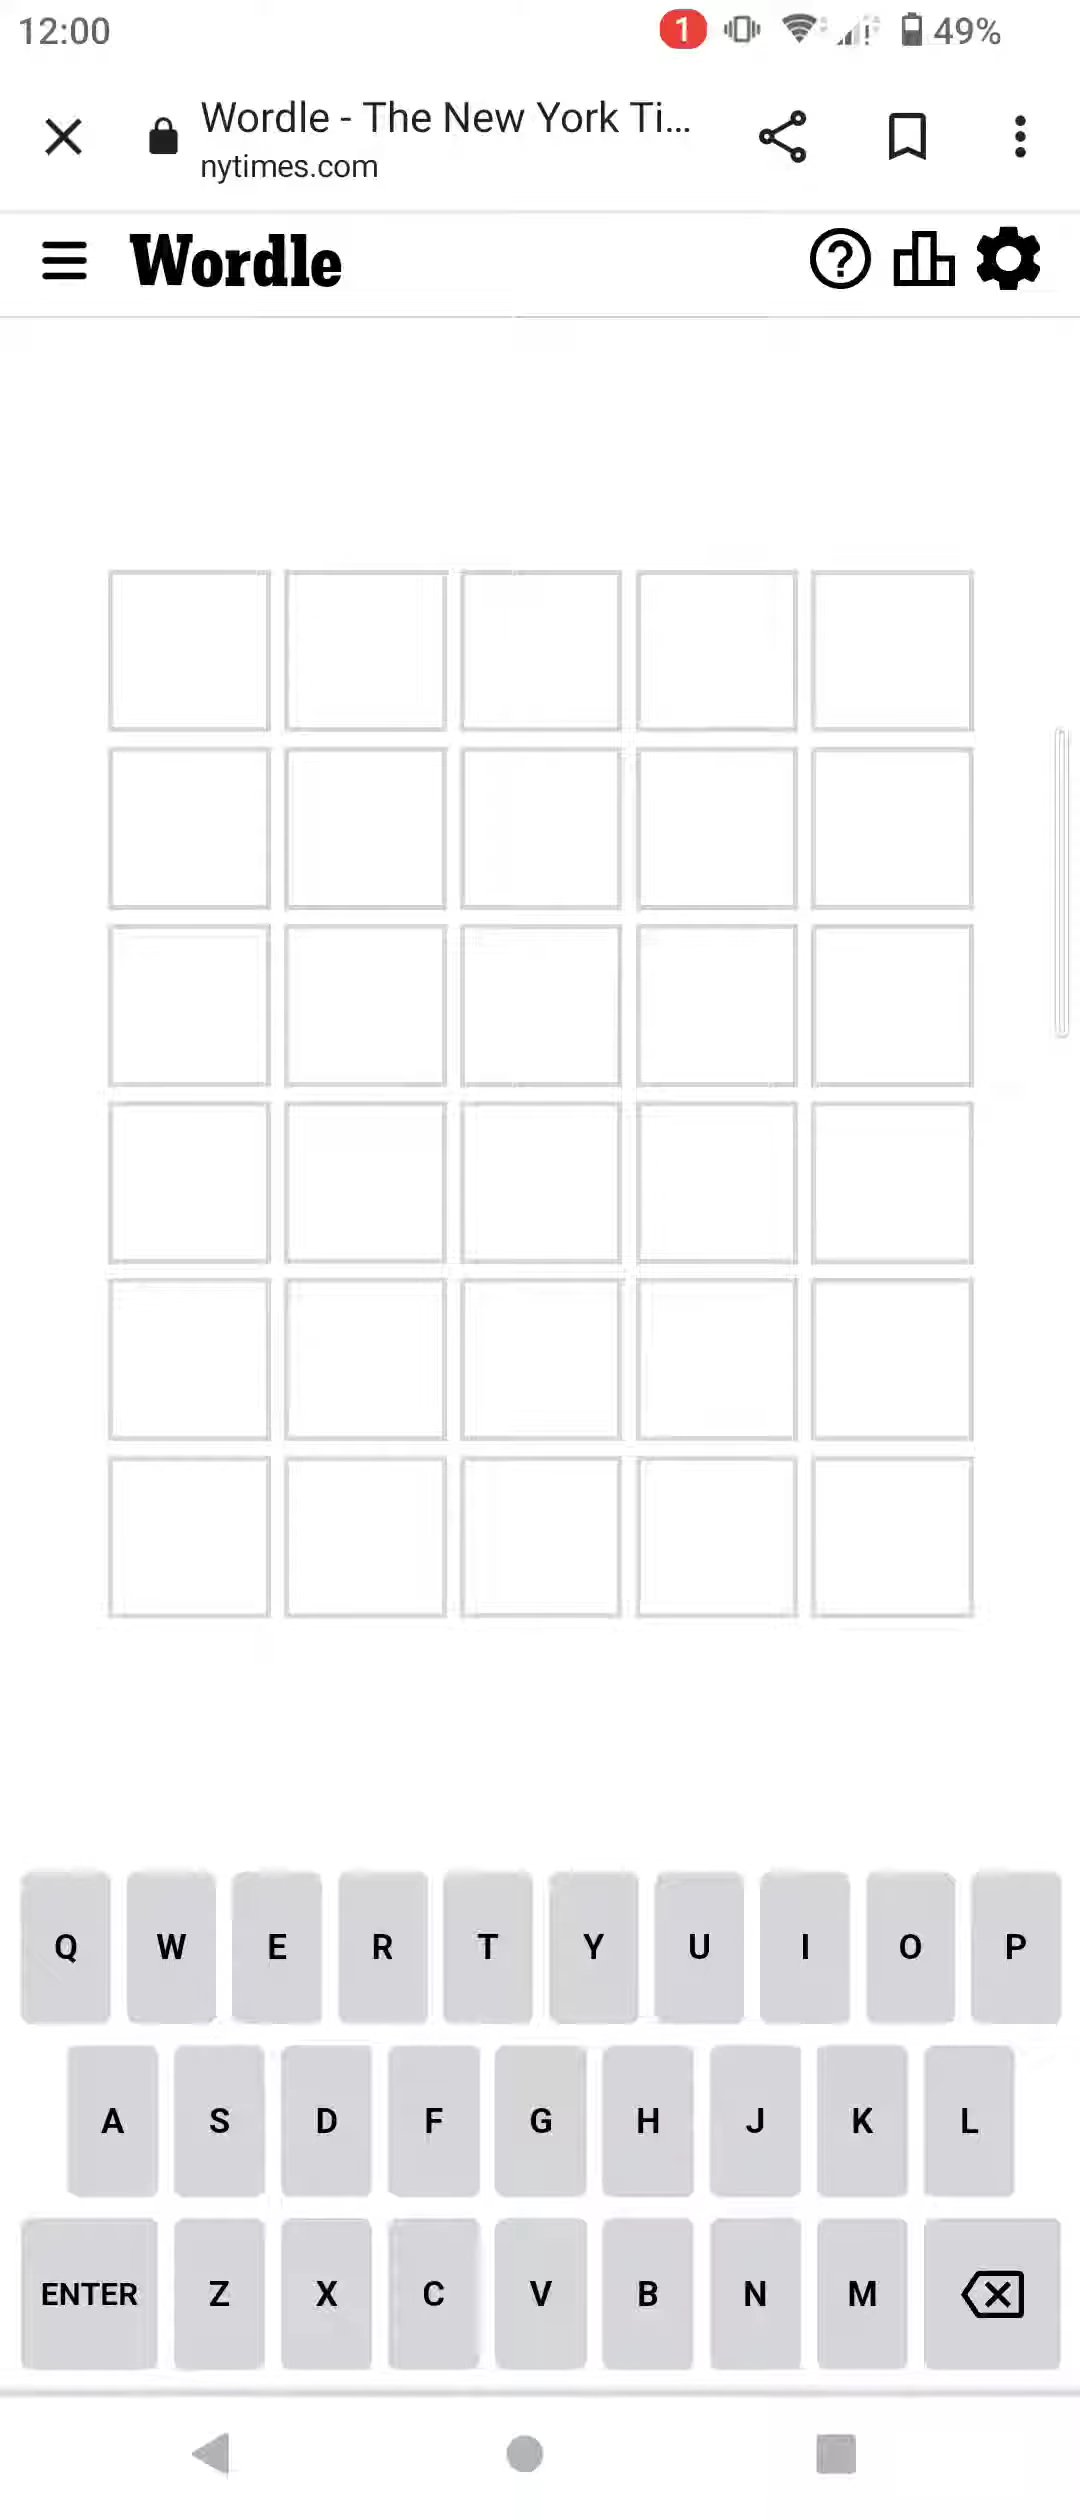 12:00 1 49%
Wordle - The New York Ti...
nytimes.com
Wordle
Q W E R T Y U I O P
A S D F G H J K L
ENTER Z X C V B N M